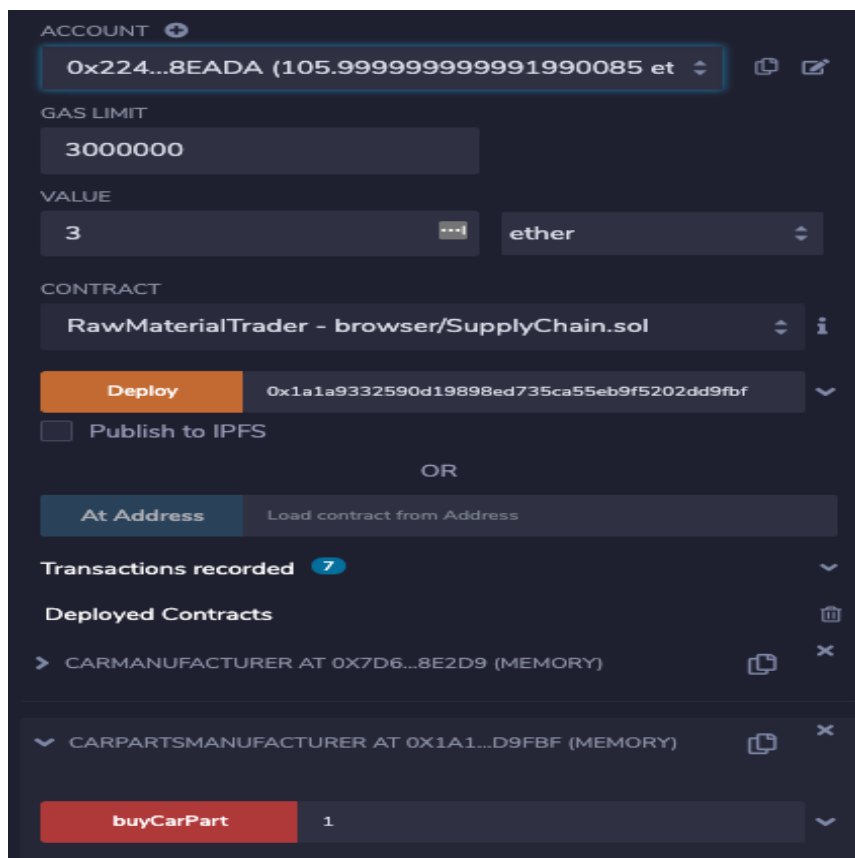 ACCOUNT
0x224...8EADA (105.999999999991990085 et
GAS LIMIT
3000000
VALUE
3 ether
CONTRACT
RawMaterialTrader - browser/SupplyChain.sol
Deploy 0x1a1a9332590d19898ed735ca55eb9f5202dd9fbf
Publish to IPFS
OR
At Address Load contract from Address
Transactions recorded 7
Deployed Contracts
CARMANUFACTURER AT 0X7D6...8E2D9 (MEMORY)
CARPARTSMANUFACTURER AT 0X1A1...D9FBF (MEMORY)
buyCarPart 1